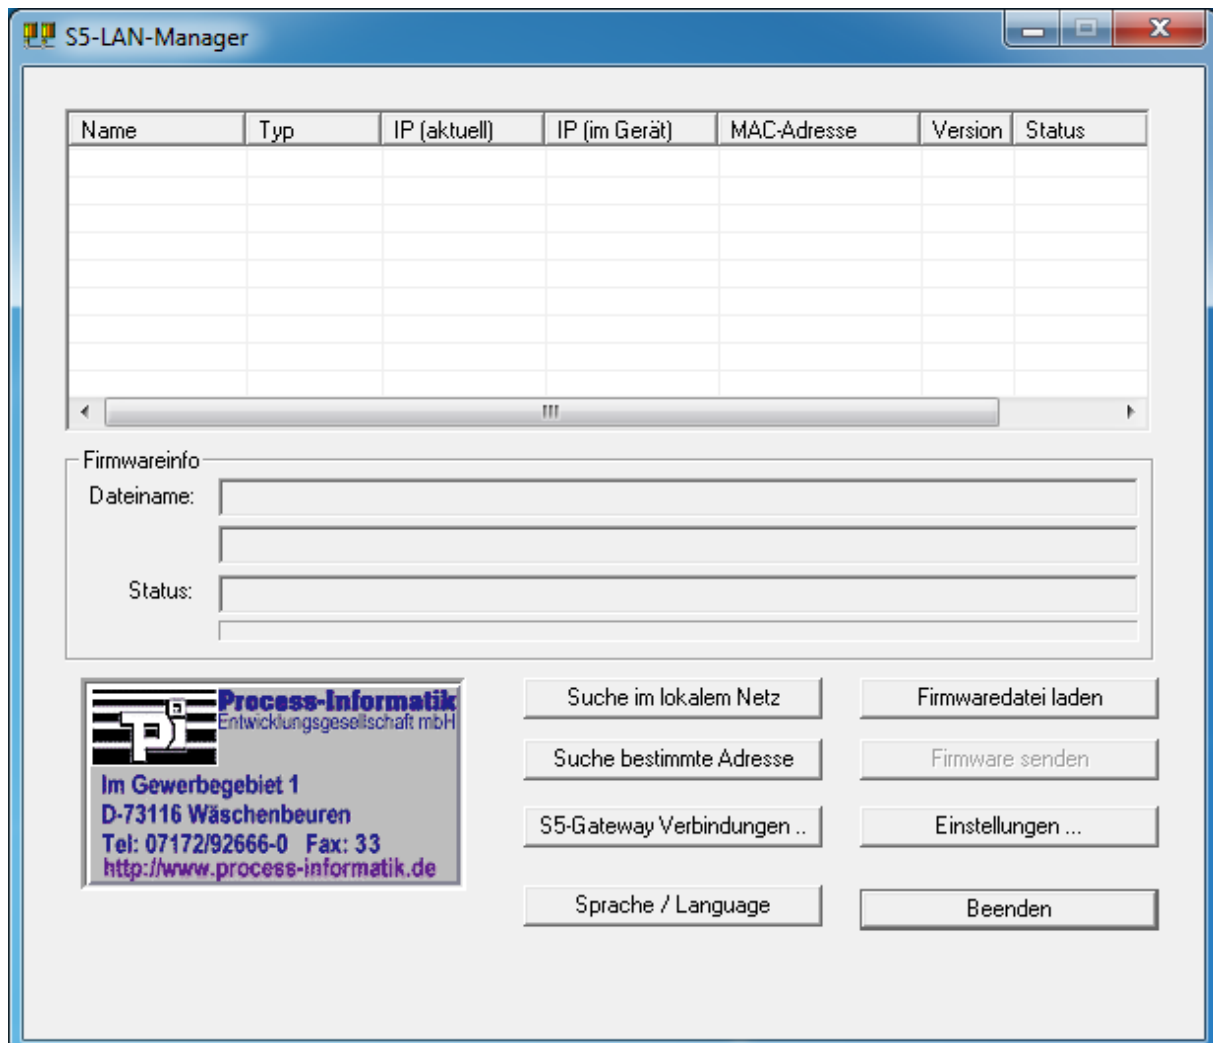 S5-LAN-Manager
Name Typ IP (aktuell) IP (im Gerät) MAC-Adresse Version Status
Firmwareinfo
Dateiname:
Status:
Process-Informatik
Entwicklungsgesellschaft mbH
pi
Im Gewerbegebiet 1
D-73116 Wäschenbeuren
Tel: 07172/92666-0 Fax: 33
http://www.process-informatik.de
Suche im lokalem Netz
Firmwaredatei laden
Suche bestimmte Adresse
Firmware senden
S5-Gateway Verbindungen ..
Einstellungen ...
Sprache / Language
Beenden